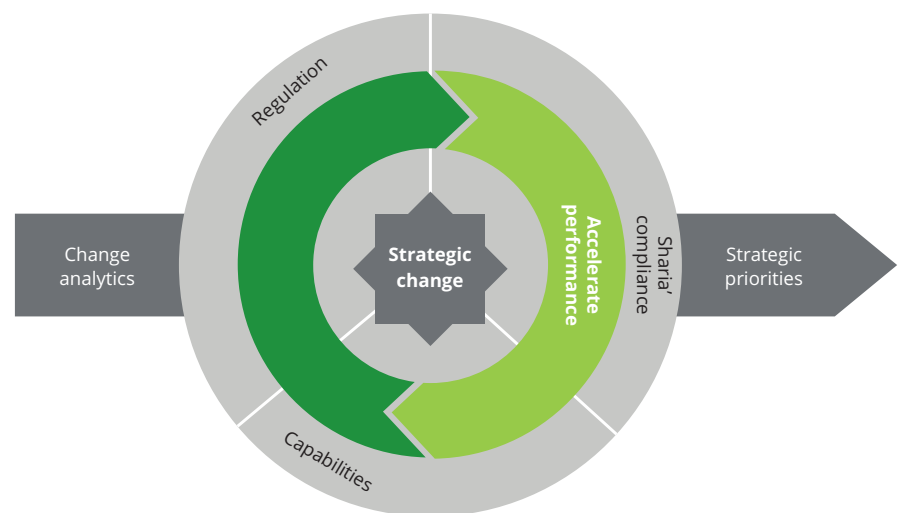 Regulation
Change
analytics
Strategic
change
Accelerate
performance
Sharia’
compliance
Strategic
priorities
Capabilities